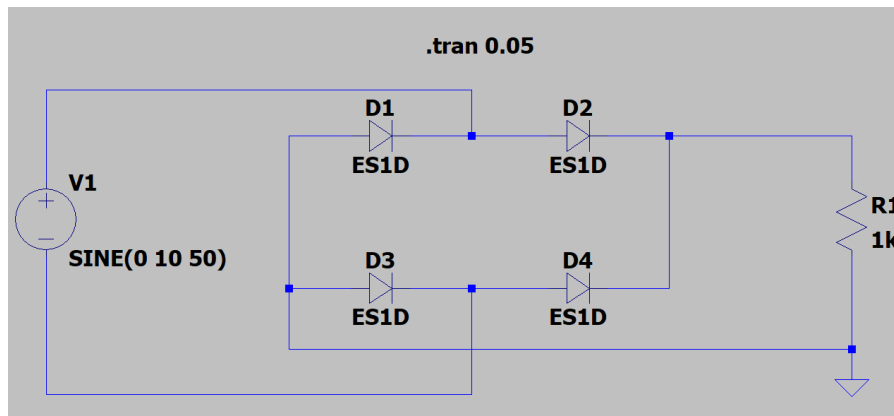 .tran 0.05
D1
D2
ES1D
ES1D
V1
R1
1k
SINE(0 10 50)
D3
D4
ES1D
ES1D